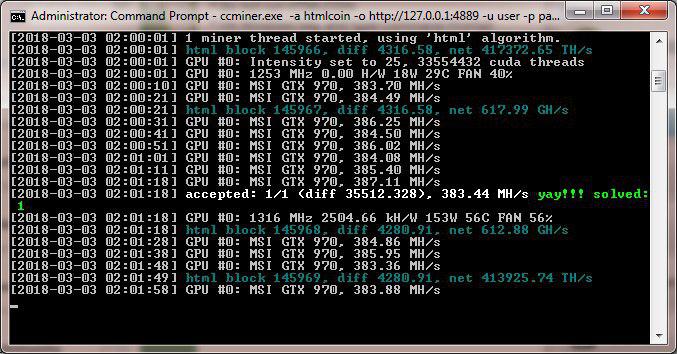 Administrator: Command Prompt - ccminer.exe -a htmlcoin -o http://127.0.0.1:4889 -u user -p pa...
[2018-03-03 02:00:01] 1 miner thread started, using 'html' algorithm.
[2018-03-03 02:00:01] html block 145966, diff 4316.58, net 417372.65 TH/s
[2018-03-03 02:00:01] GPU #0: Intensity set to 25, 33554432 cuda threads
[2018-03-03 02:00:01] GPU #0: 1253 MHz 0.00 H/W 18W 29C FAN 40%
[2018-03-03 02:00:10] GPU #0: MSI GTX 970, 383.70 MH/s
[2018-03-03 02:00:21] GPU #0: MSI GTX 970, 384.49 MH/s
[2018-03-03 02:00:21] html block 145967, diff 4316.58, net 617.99 GH/s
[2018-03-03 02:00:31] GPU #0: MSI GTX 970, 386.25 MH/s
[2018-03-03 02:00:41] GPU #0: MSI GTX 970, 384.50 MH/s
[2018-03-03 02:00:51] GPU #0: MSI GTX 970, 386.02 MH/s
[2018-03-03 02:01:01] GPU #0: MSI GTX 970, 384.08 MH/s
[2018-03-03 02:01:11] GPU #0: MSI GTX 970, 385.40 MH/s
[2018-03-03 02:01:18] GPU #0: MSI GTX 970, 387.11 MH/s
[2018-03-03 02:01:18] accepted: 1/1 (diff 35512.328), 383.44 MH/s yay!!! solved:
1
[2018-03-03 02:01:18] GPU #0: 1316 MHz 2504.66 kH/W 153W 56C FAN 56%
[2018-03-03 02:01:18] html block 145968, diff 4280.91, net 612.88 GH/s
[2018-03-03 02:01:28] GPU #0: MSI GTX 970, 384.86 MH/s
[2018-03-03 02:01:38] GPU #0: MSI GTX 970, 385.95 MH/s
[2018-03-03 02:01:48] GPU #0: MSI GTX 970, 383.36 MH/s
[2018-03-03 02:01:49] html block 145969, diff 4280.91, net 413925.74 TH/s
[2018-03-03 02:01:58] GPU #0: MSI GTX 970, 383.88 MH/s